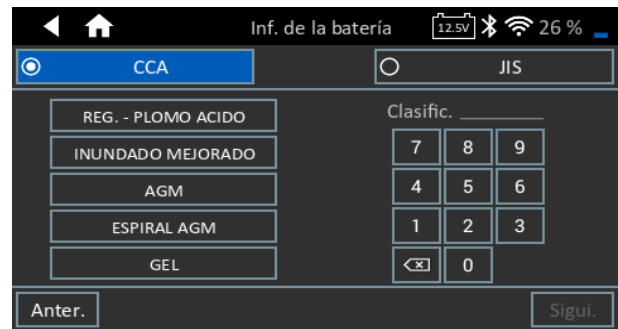 Inf. de la batería 12.5V 26 %
CCA JIS
REG. - PLOMO ACIDO
INUNDADO MEJORADO
AGM
ESPIRAL AGM
GEL
Clasific. ________
7 8 9
4 5 6
1 2 3
0
Anter. Sigui.